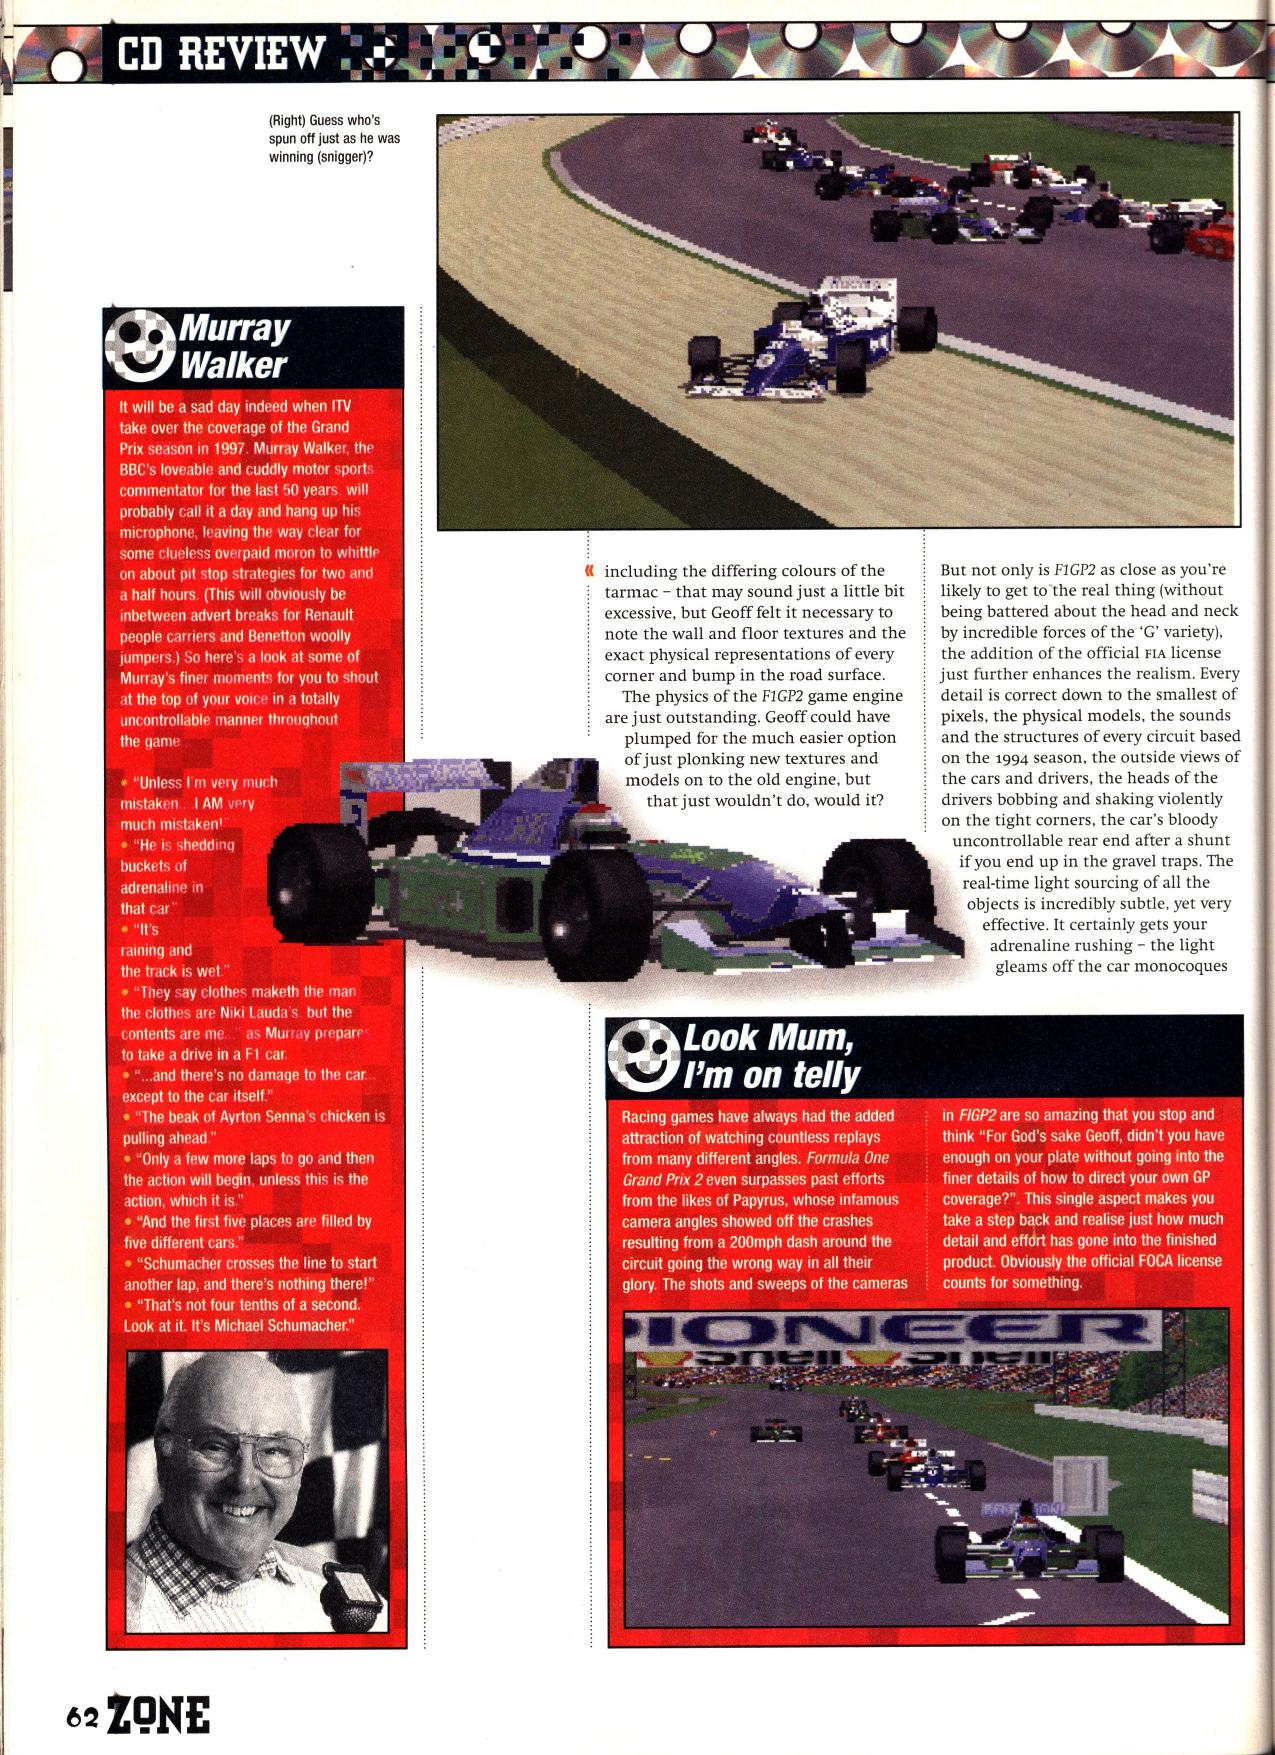 CD REVIEW
(Right) Guess who's
spun off just as he was
winning (snigger)?
Murray
Walker
It will be a sad day indeed when ITV
take over the coverage of the Grand
Prix season in 1997. Murray Walker, the
BBC's loveable and cuddly motor sports
commentator for the last 50 years, will
probably call it a day and hang up his
microphone, leaving the way clear for
some clueless overpaid moron to whittle
on about pit stop strategies for two and
a half hours. (This will obviously be
inbetween advert breaks for Renault
people carriers and Benetton woolly
jumpers.) So here's a look at some of
Murray's finer moments for you to shout
at the top of your voice in a totally
uncontrollable manner throughout
the game
• "Unless I'm very much
mistaken... I AM very
much mistaken!"
• "He is shedding
buckets of
adrenaline in
that car"
• "It's
raining and
the track is wet."
• "They say clothes maketh the man
the clothes are Niki Lauda's but the
contents are me..." as Murray prepares
to take a drive in a F1 car.
• "...and there's no damage to the car...
except to the car itself."
• "The beak of Ayrton Senna's chicken is
pulling ahead."
• "Only a few more laps to go and then
the action will begin, unless this is the
action, which it is."
• "And the first five places are filled by
five different cars."
• "Schumacher crosses the line to start
another lap, and there's nothing there!"
• "That's not four tenths of a second.
Look at it. It's Michael Schumacher."
« including the differing colours of the
tarmac – that may sound just a little bit
excessive, but Geoff felt it necessary to
note the wall and floor textures and the
exact physical representations of every
corner and bump in the road surface.
The physics of the F1GP2 game engine
are just outstanding. Geoff could have
plumped for the much easier option
of just plonking new textures and
models on to the old engine, but
that just wouldn't do, would it?
But not only is F1GP2 as close as you're
likely to get to the real thing (without
being battered about the head and neck
by incredible forces of the 'G' variety),
the addition of the official FIA license
just further enhances the realism. Every
detail is correct down to the smallest of
pixels, the physical models, the sounds
and the structures of every circuit based
on the 1994 season, the outside views of
the cars and drivers, the heads of the
drivers bobbing and shaking violently
on the tight corners, the car's bloody
uncontrollable rear end after a shunt
if you end up in the gravel traps. The
real-time light sourcing of all the
objects is incredibly subtle, yet very
effective. It certainly gets your
adrenaline rushing – the light
gleams off the car monocoques
Look Mum,
I'm on telly
Racing games have always had the added
attraction of watching countless replays
from many different angles. Formula One
Grand Prix 2 even surpasses past efforts
from the likes of Papyrus, whose infamous
camera angles showed off the crashes
resulting from a 200mph dash around the
circuit going the wrong way in all their
glory. The shots and sweeps of the cameras
in FIGP2 are so amazing that you stop and
think "For God's sake Geoff, didn't you have
enough on your plate without going into the
finer details of how to direct your own GP
coverage?". This single aspect makes you
take a step back and realise just how much
detail and effort has gone into the finished
product. Obviously the official FOCA license
counts for something.
PIONEER
62 ZONE